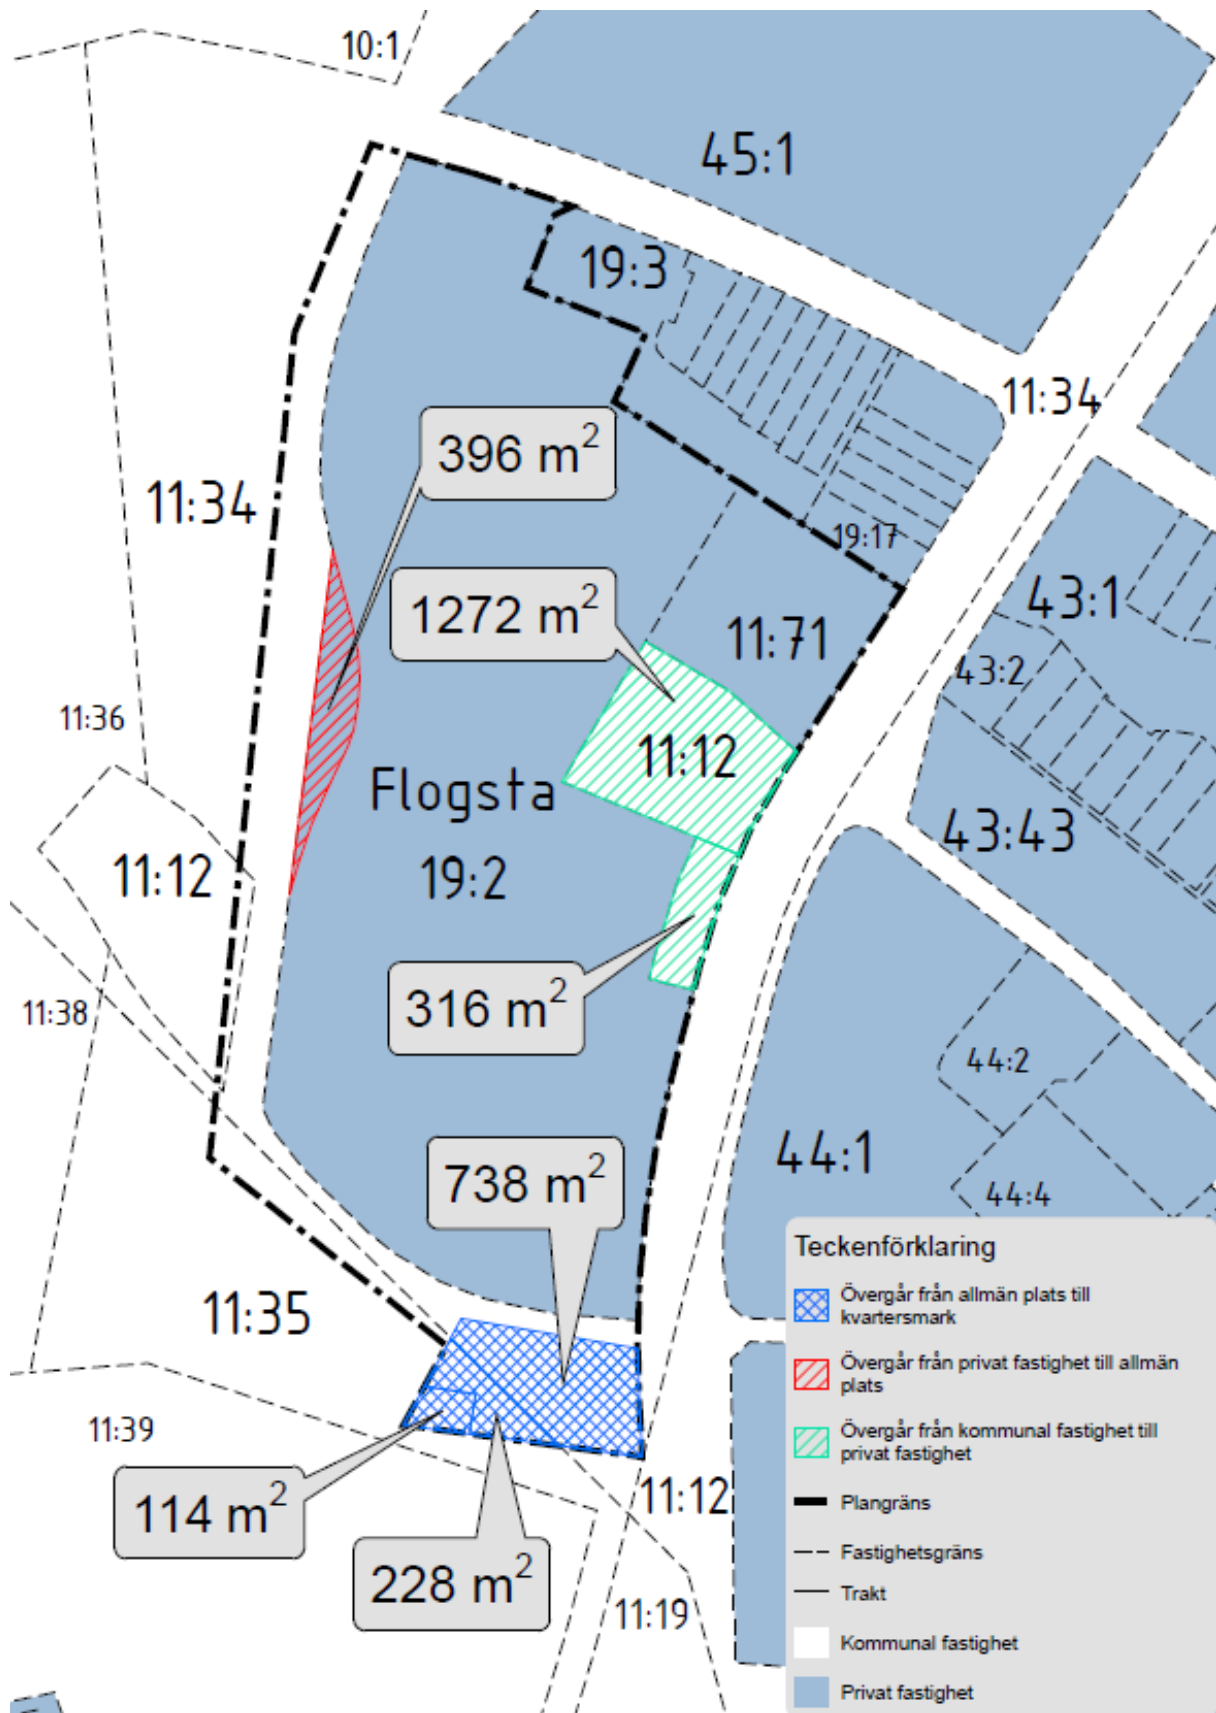 10:1
45:1
19:3
11:34
396 m²
11:34
19:17
1272 m²
43:1
11:71
43:2
11:36
11:12
Flogsta
43:43
11:12
19:2
316 m²
11:38
44:2
44:1
738 m²
44:4
11:35
11:39
114 m²
11:12
228 m²
11:19
Teckenförklaring
Övergår från allmän plats till
kvartersmark
Övergår från privat fastighet till allmän
plats
Övergår från kommunal fastighet till
privat fastighet
Plangräns
Fastighetsgräns
Trakt
Kommunal fastighet
Privat fastighet